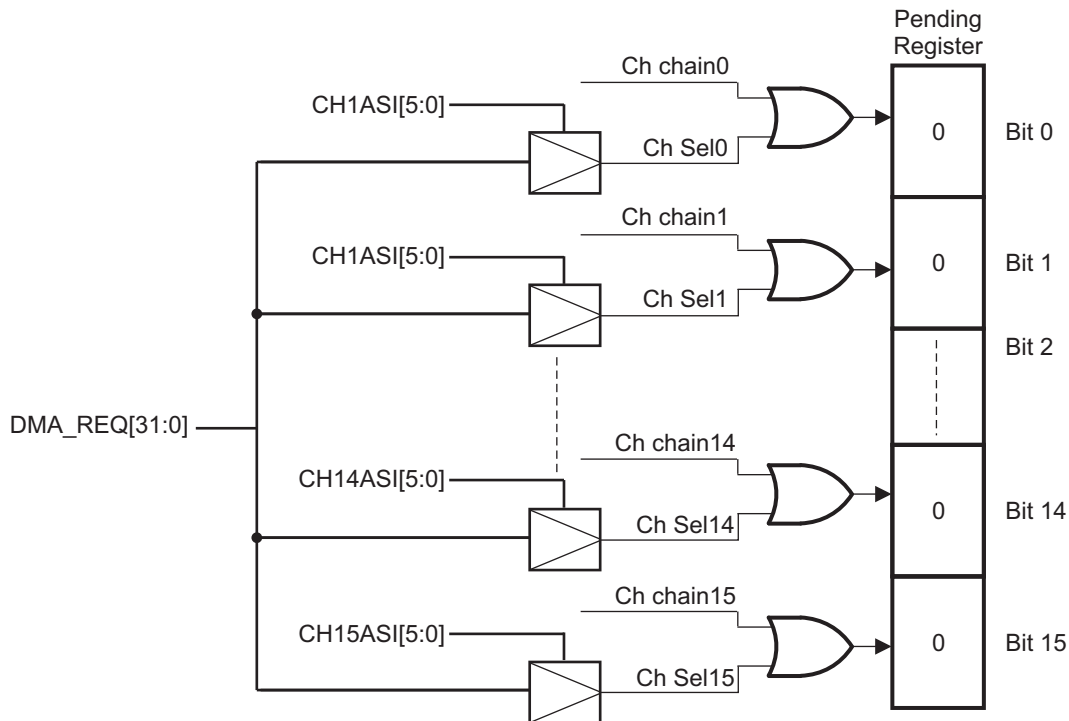 Pending
Register
Ch chain0
CH1ASI[5:0]
0
Bit 0
Ch Sel0
Ch chain1
CH1ASI[5:0]
0
Bit 1
Ch Sel1
Bit 2
DMA_REQ[31:0]
Ch chain14
CH14ASI[5:0]
0
Bit 14
Ch Sel14
Ch chain15
CH15ASI[5:0]
0
Bit 15
Ch Sel15